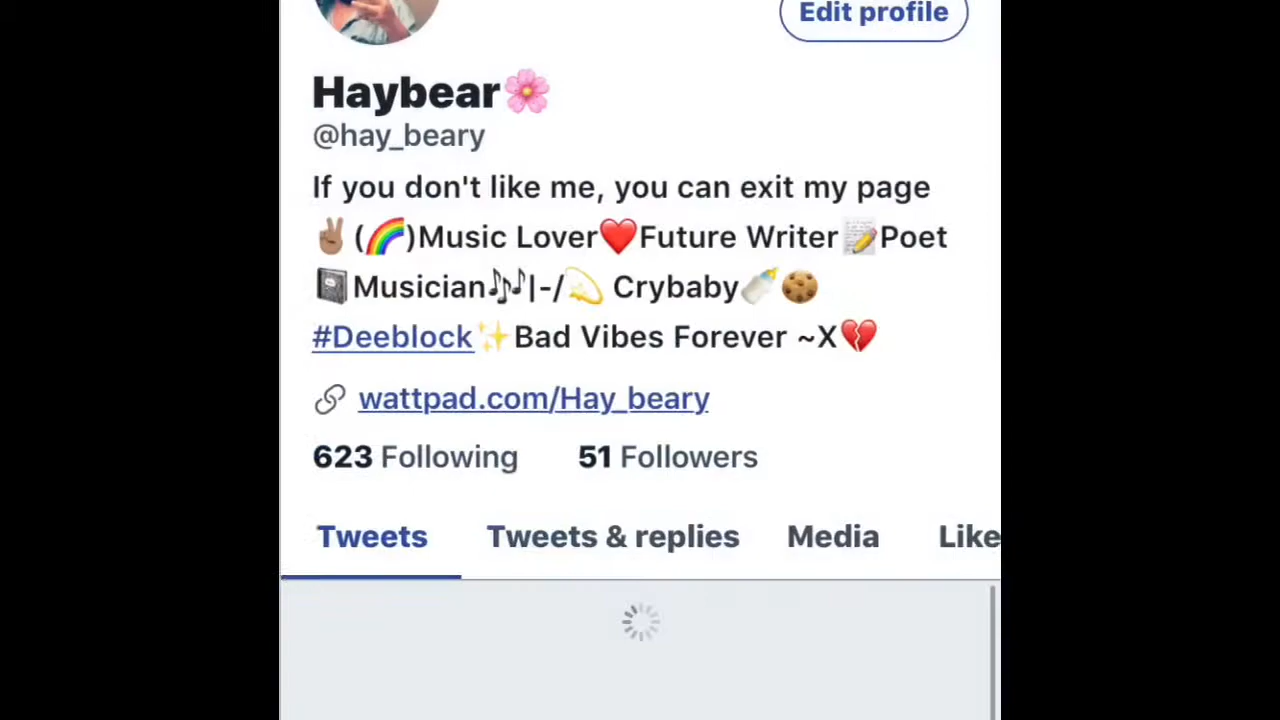 Edit profile
Haybear🌸
@hay_beary
If you don't like me, you can exit my page
✌🏽(🌈)Music Lover❤️Future Writer📝Poet
📓Musician🎶|-/💫 Crybaby🍼🍪
#Deeblock✨Bad Vibes Forever ~X💔
wattpad.com/Hay_beary
623 Following 51 Followers
Tweets Tweets & replies Media Like